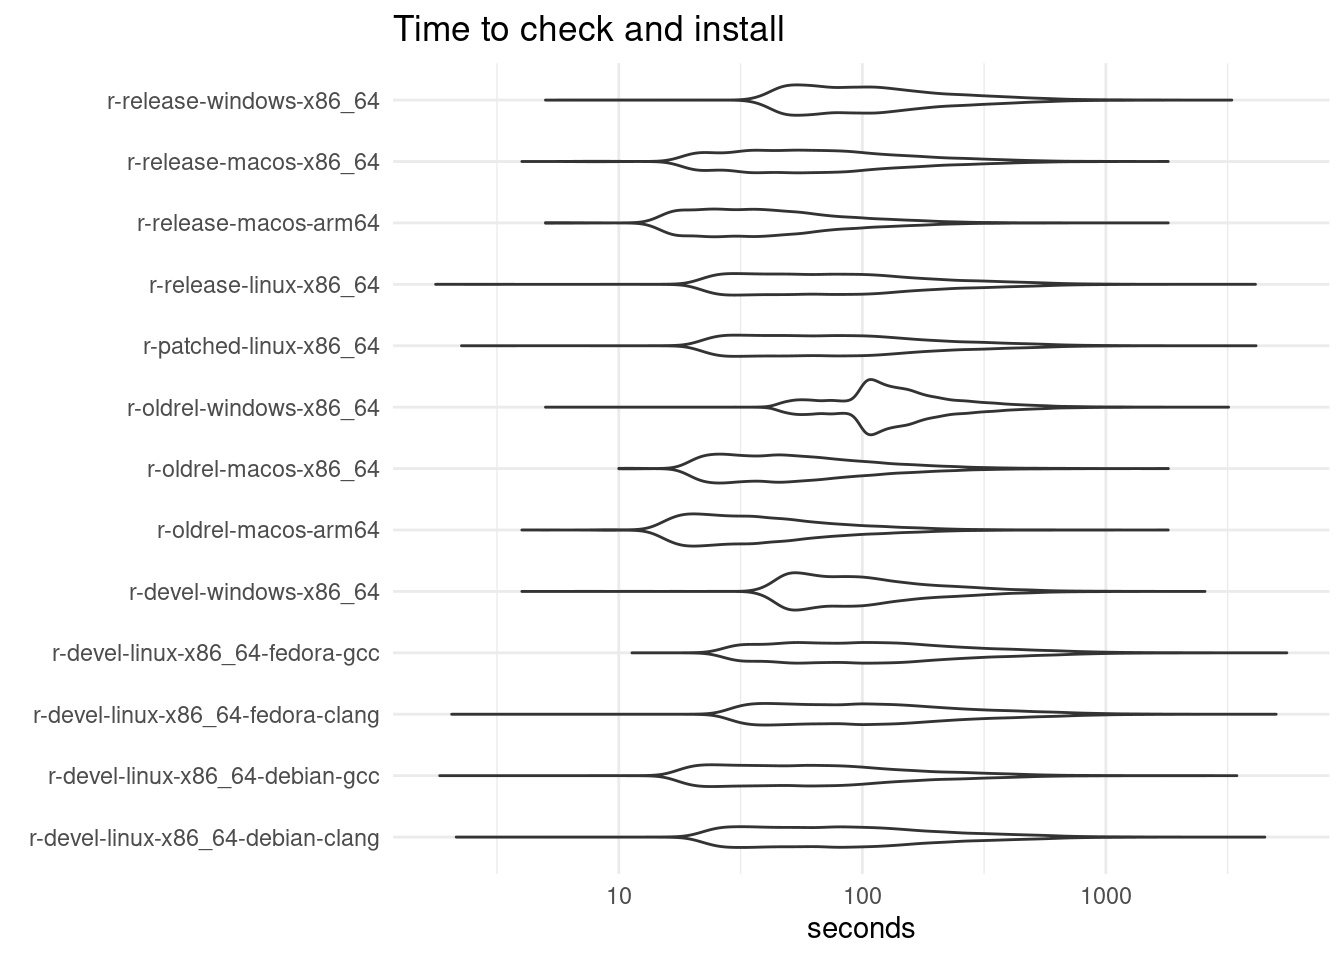 Time to check and install
r-release-windows-x86_64
r-release-macos-x86_64
r-release-macos-arm64
r-release-linux-x86_64
r-patched-linux-x86_64
r-oldrel-windows-x86_64
r-oldrel-macos-x86_64
r-oldrel-macos-arm64
r-devel-windows-x86_64
r-devel-linux-x86_64-fedora-gcc
r-devel-linux-x86_64-fedora-clang
r-devel-linux-x86_64-debian-gcc
r-devel-linux-x86_64-debian-clang
10 100 1000
seconds